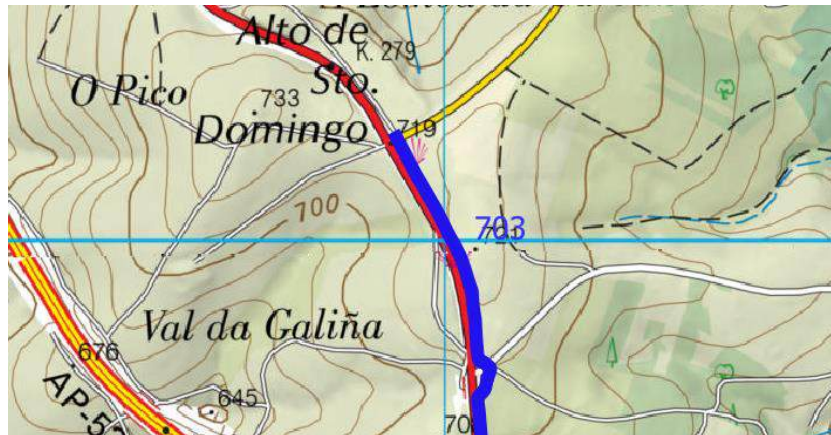 Alto de
K. 279
Sto.
O Pico
733
Domingo
719
700
703
Val da Galiña
676
645
AP-5
70